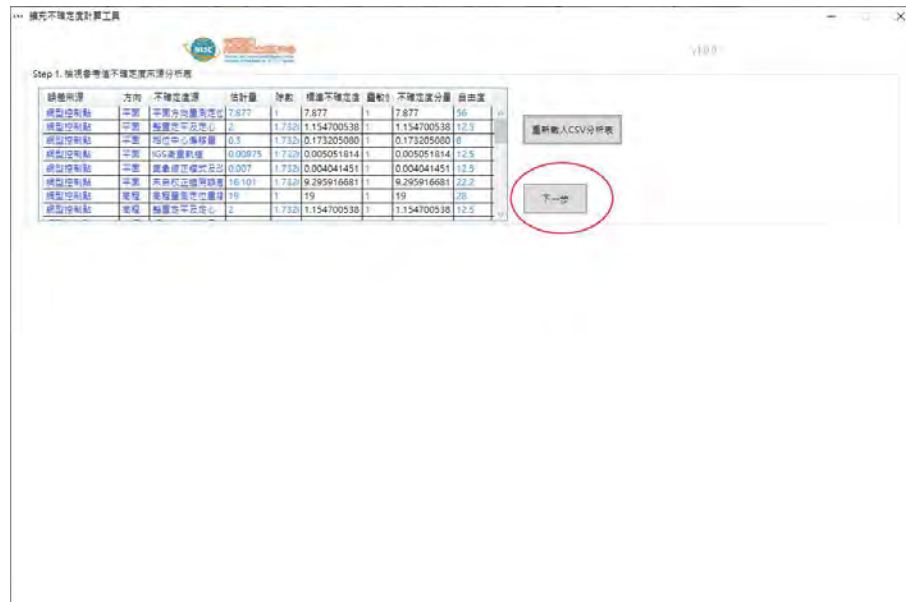 擴充不確定度計算工具
NLSC
v1.0.0
Step 1. 檢視參考值不確定度來源分析表
誤差來源 方向 不確定度源 估計量 除數 標準不確定度 靈敏 不確定度分量 自由度
網型控制點 平面 平面方向量測定位 7.877 1 7.877 1 7.877 56
網型控制點 平面 整置定平及定心 2 1.732 1.154700538 1 1.154700538 12.5
網型控制點 平面 相位中心偏移量 0.3 1.732 0.173205080 1 0.173205080 8
網型控制點 平面 IGS衛星軌道 0.00875 1.732 0.005051814 1 0.005051814 12.5
網型控制點 平面 0.007 1.732 0.004041451 1 0.004041451 12.5
網型控制點 平面 16.101 1.732 9.295916681 1 9.295916681 22.2
網型控制點 高程 高程量測定位量 19 1 19 1 19 28
網型控制點 高程 整置定平及定心 2 1.732 1.154700538 1 1.154700538 12.5
重新載入CSV分析表
下一步